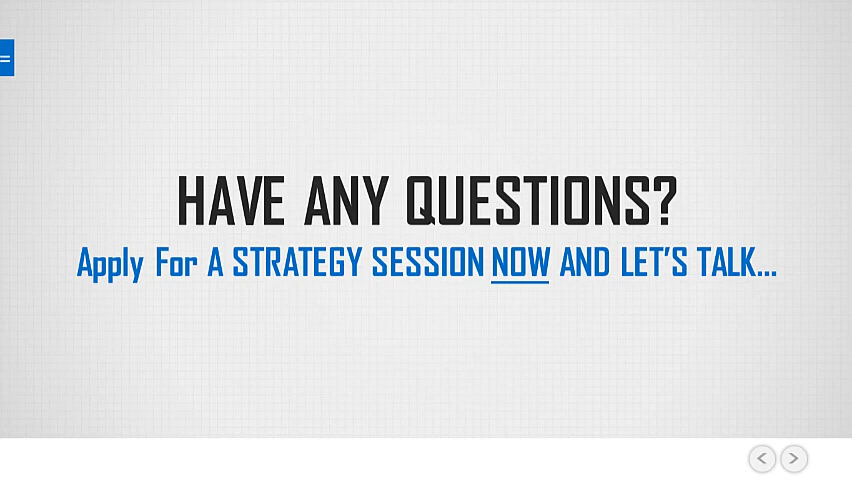 HAVE ANY QUESTIONS?
Apply For A STRATEGY SESSION NOW AND LET'S TALK...